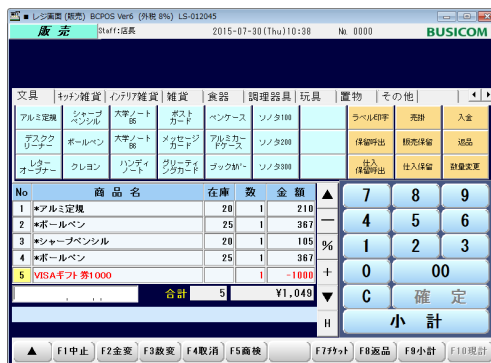 レジ画面 (販売) BCPOS Ver6 (外税 8%) LS-012045
販 売 Staff:店長 2015-07-30(Thu)10:38 No. 0000 BUSICOM
文具 キッチン雑貨 インテリア雑貨 雑貨 食器 調理器具 玩具 置物 その他
アルミ定規 シャープペンシル 大学ノート B6 ポストカード ペンケース ソノタ100 ラベル印字 売掛 入金
デスククリーナー ボールペン 大学ノート B6 メッセージカード アルミカードケース ソノタ200 保留呼出 販売保留 返品
レターオープナー クレヨン ハンディノート グリーティングカード ブックカバー ソノタ300 仕入保留呼出 仕入保留 数量変更
No 商 品 名 在庫 数 金 額 ▲ 7 8 9
1 *アルミ定規 20 1 210
2 *ボールペン 25 1 367 － 4 5 6
3 *シャープペンシル 20 1 105 % 1 2 3
4 *ボールペン 25 1 367
5 VISAギフト券1000 1 -1000 + 0 00
合計 5 ¥1,049 ▼ C 確 定
H 小 計
▲ F1中止 F2金変 F3数変 F4取消 F5商検 F7チケット F8返品 F9小計 F10現計